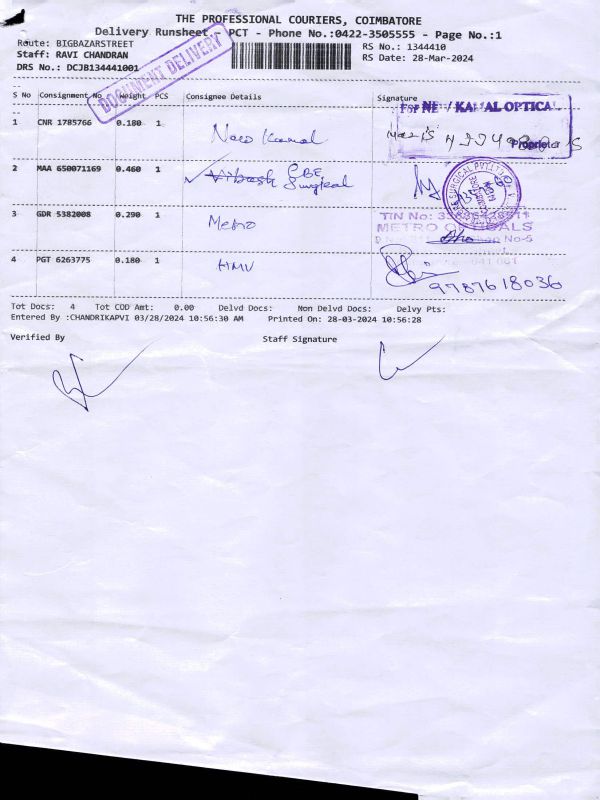 THE PROFESSIONAL COURIERS, COIMBATORE
Delivery Runsheet. PCT - Phone No.:0422-3505555 - Page No.:1
Route: BIGBAZARSTREET RS No.: 1344410
Staff: RAVI CHANDRAN RS Date: 28-Mar-2024
DRS No.: DCJB134441001
DOCUMENT DELIVERY
S No Consignment No Weight PCS Consignee Details Signature
1 CNR 1785766 0.180 1 KAMAL OPTICAL
Proprietor
2 MAA 650071169 0.460 1 GBE
Surgical
3 GDR 5382008 0.290 1 Metro TIN No:
METRO
4 PGT 6263775 0.180 1 HMV 9787618036
Tot Docs: 4 Tot COD Amt: 0.00 Delvd Docs: Non Delvd Docs: Delvy Pts:
Entered By :CHANDRIKAPVI 03/28/2024 10:56:30 AM Printed On: 28-03-2024 10:56:28
Verified By Staff Signature